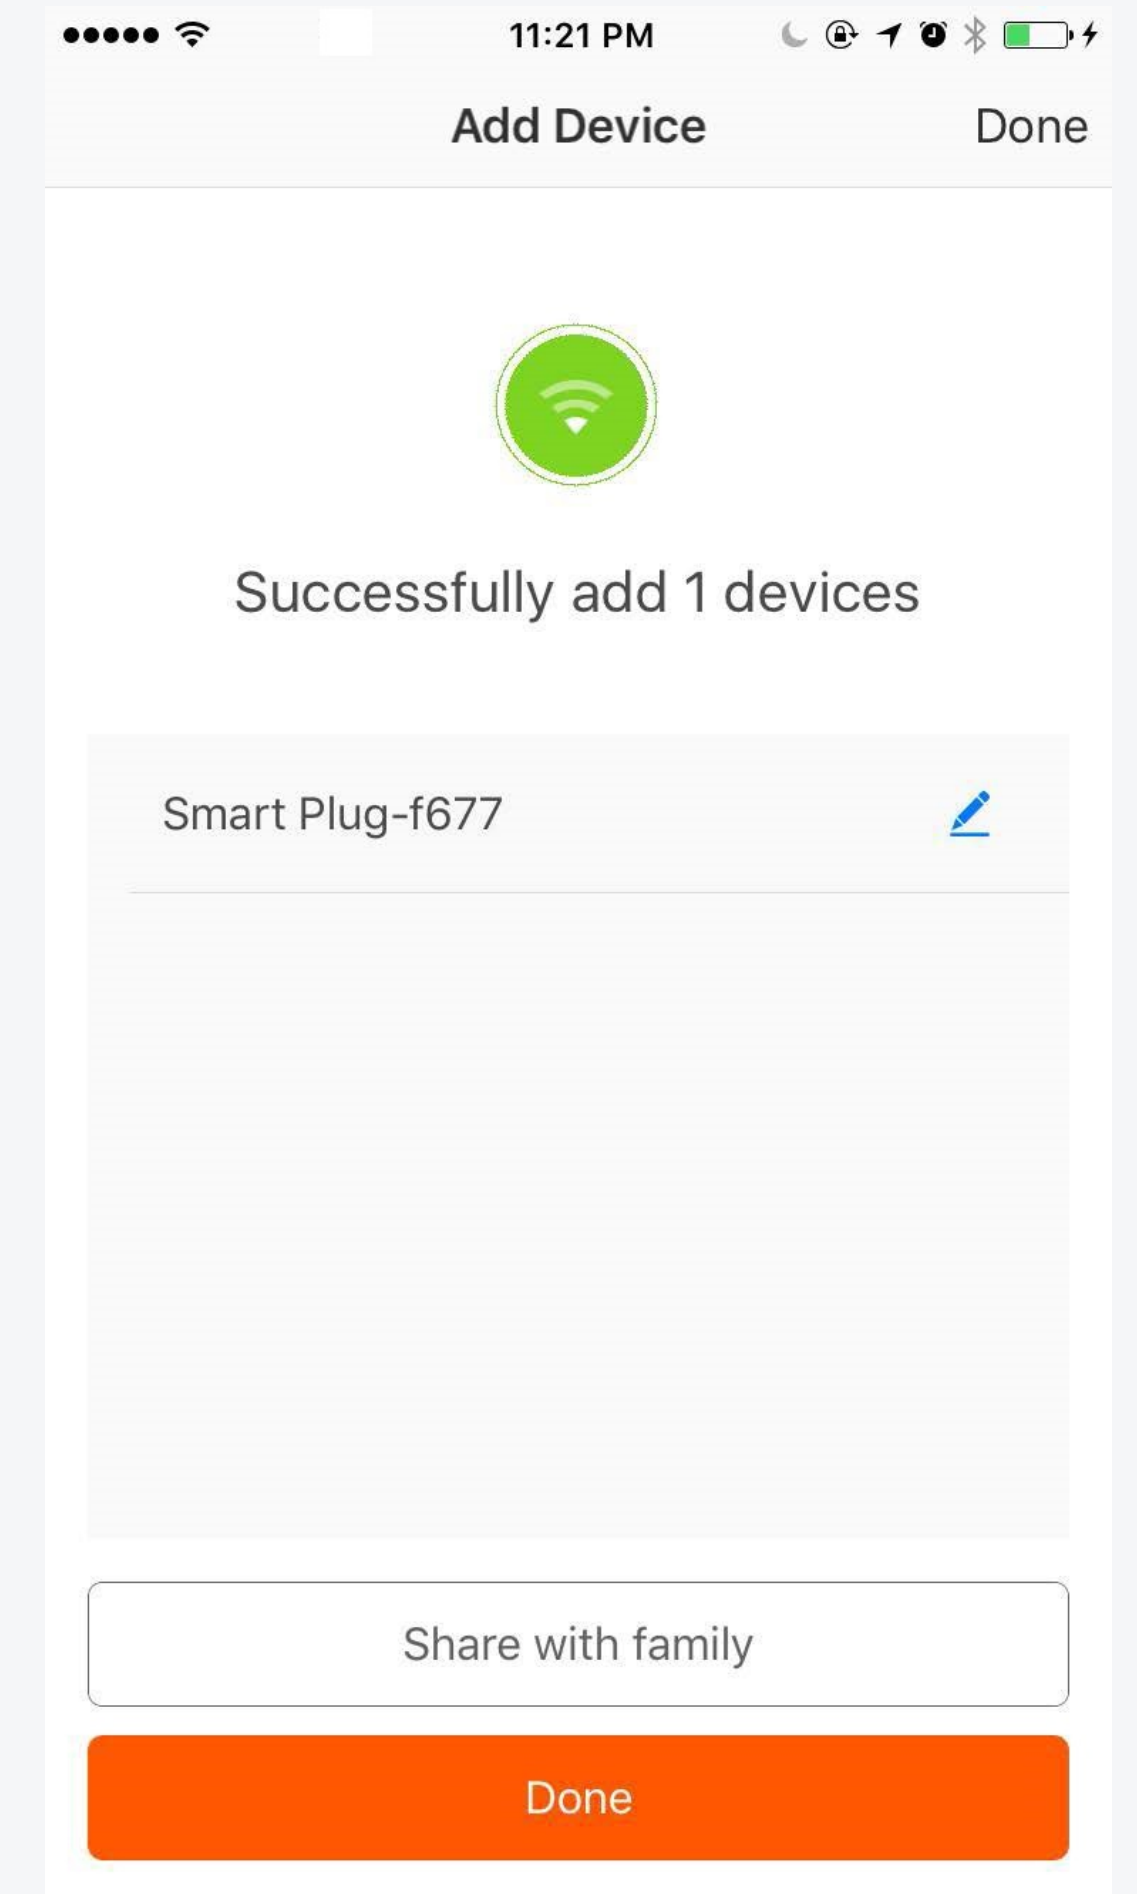 11:21 PM
Add Device
Done
Successfully add 1 devices
Smart Plug-f677
Share with family
Done